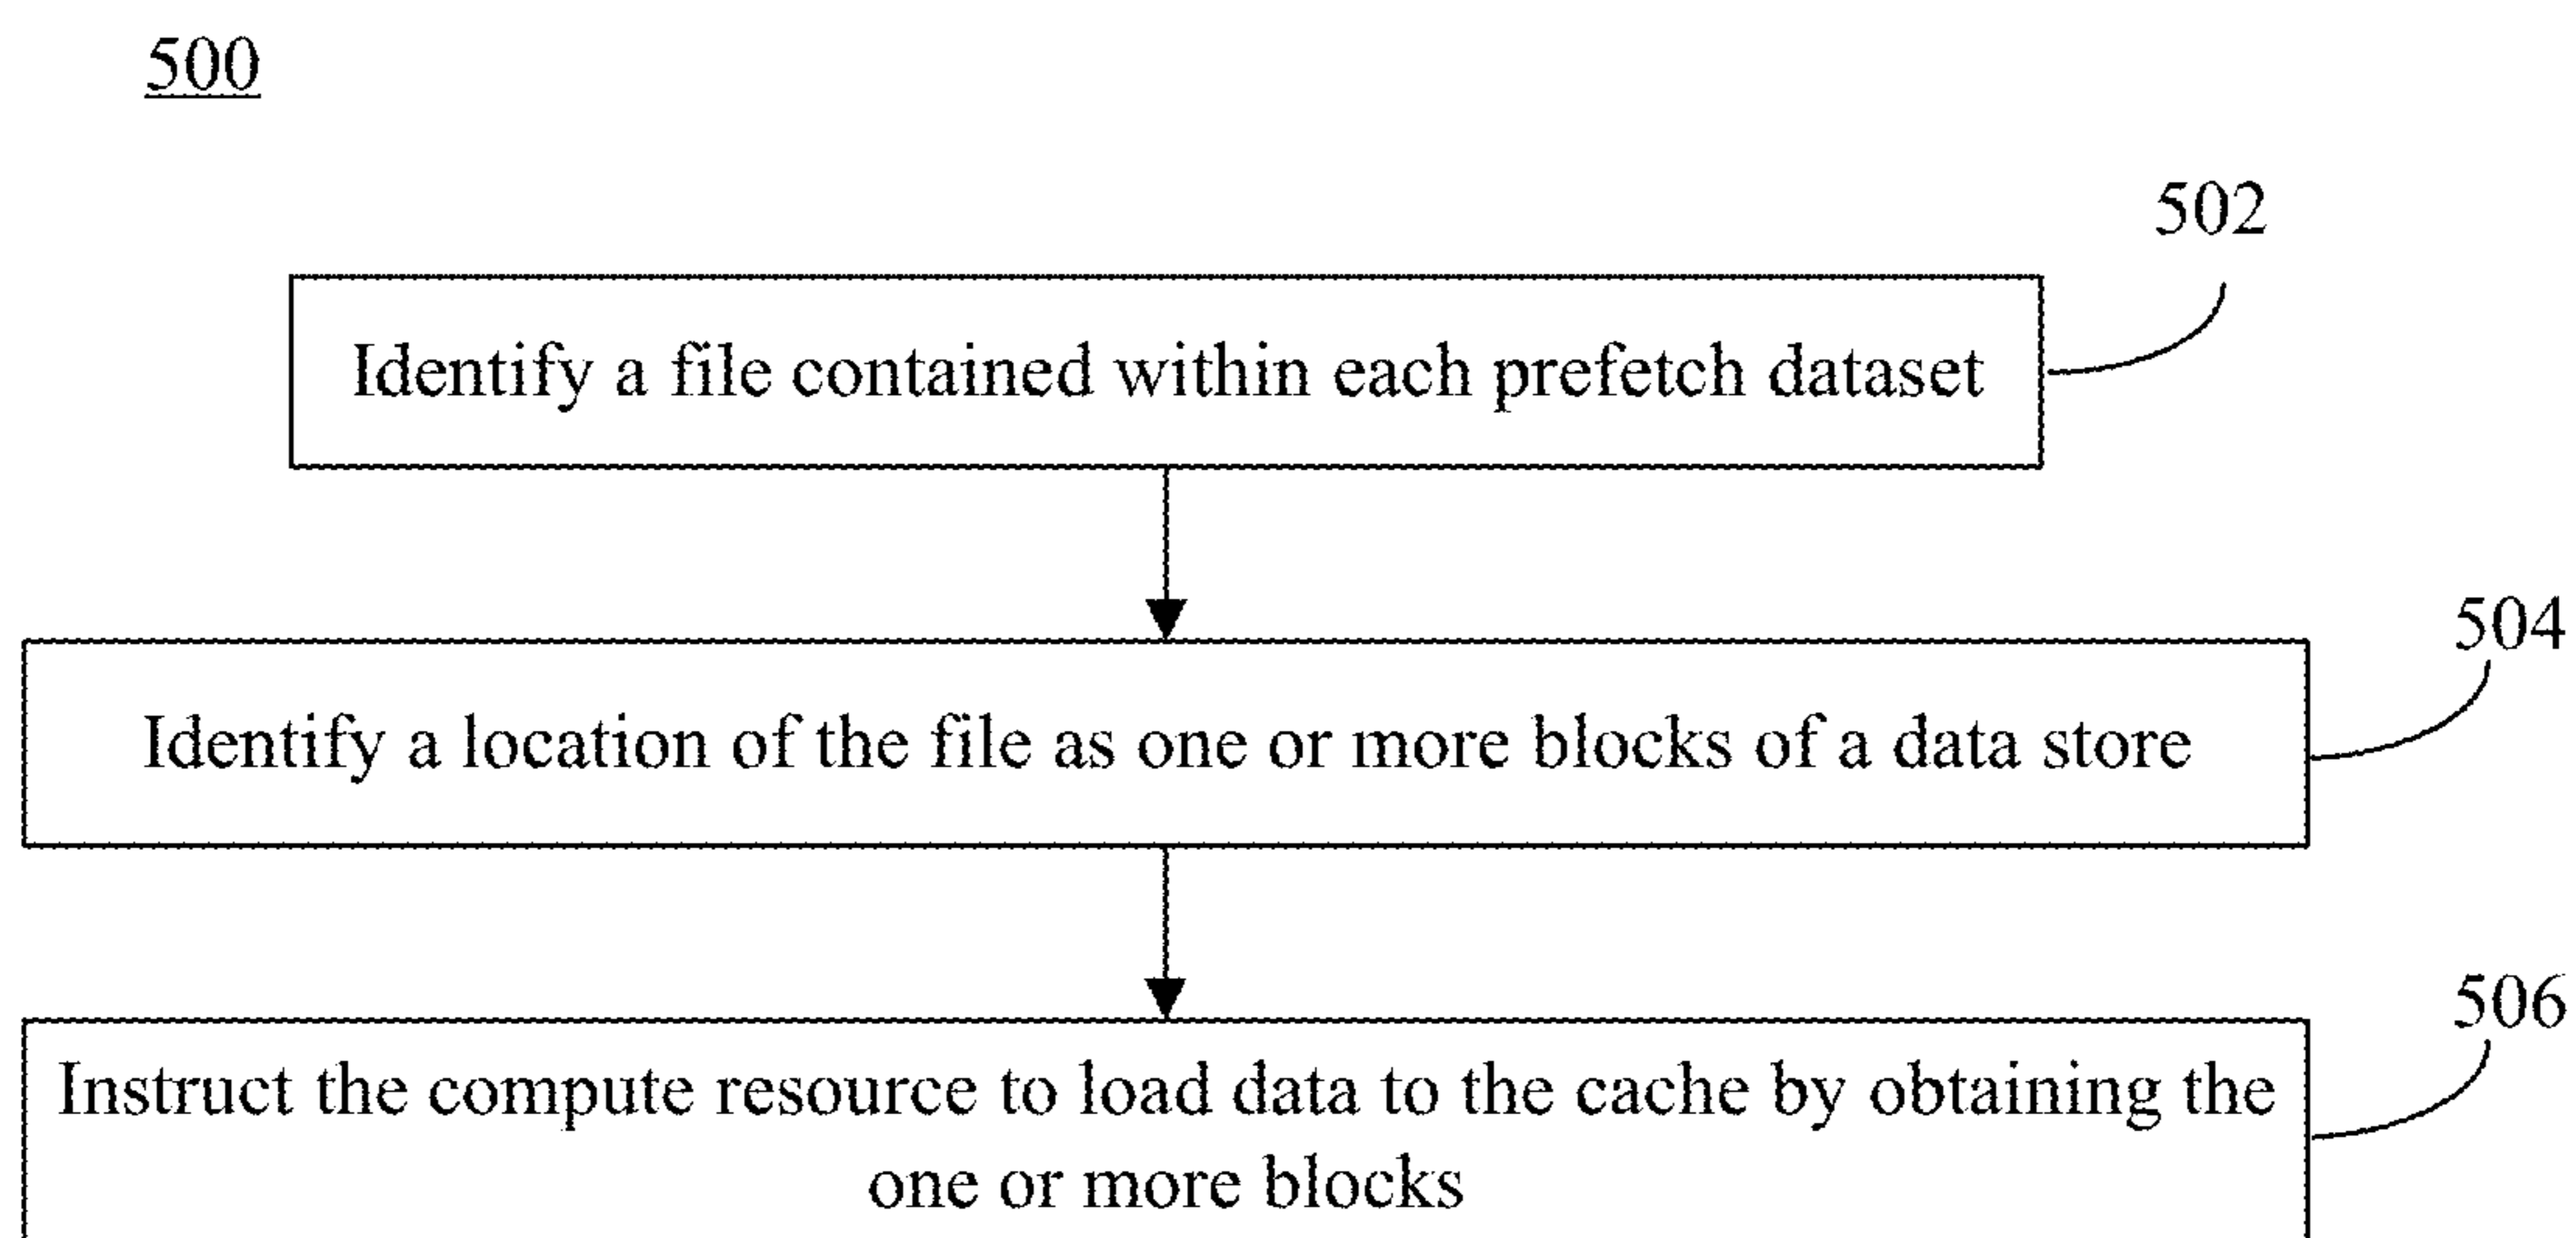 500
502
Identify a file contained within each prefetch dataset
504
Identify a location of the file as one or more blocks of a data store
506
Instruct the compute resource to load data to the cache by obtaining the
one or more blocks